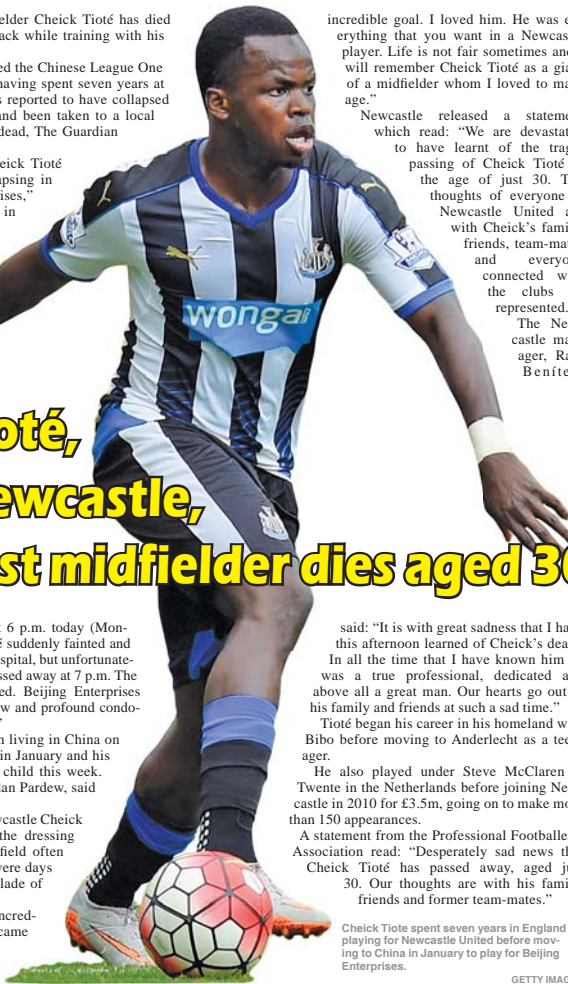 elder Cheick Tioté has died
ack while training with his
ed the Chinese League One
having spent seven years at
s reported to have collapsed
and been taken to a local
dead, The Guardian
eick Tioté
apsing in
ises,”
in
incredible goal. I loved him. He was e
erything that you want in a Newcas
player. Life is not fair sometimes and
will remember Cheick Tioté as a gia
of a midfielder whom I loved to ma
age.”
Newcastle released a stateme
which read: “We are devastat
to have learnt of the trag
passing of Cheick Tioté
the age of just 30. T
thoughts of everyone
Newcastle United a
with Cheick's fami
friends, team-mat
and everyo
connected w
the clubs
represented.
The New
castle ma
ager, Ra
Beníte
wonga
oté,
ewcastle,
st midfielder dies aged 30
6 p.m. today (Mon-
é suddenly fainted and
spital, but unfortunate-
ssed away at 7 p.m. The
ed. Beijing Enterprises
w and profound condo-
”
n living in China on
in January and his
child this week.
lan Pardew, said
wcastle Cheick
the dressing
field often
were days
lade of
ncred-
came
said: “It is with great sadness that I ha
this afternoon learned of Cheick's dea
In all the time that I have known him
was a true professional, dedicated a
above all a great man. Our hearts go out
his family and friends at such a sad time.”
Tioté began his career in his homeland w
Bibo before moving to Anderlecht as a tee
ager.
He also played under Steve McClaren
Twente in the Netherlands before joining Ne
castle in 2010 for £3.5m, going on to make mo
than 150 appearances.
A statement from the Professional Footballe
Association read: “Desperately sad news th
Cheick Tioté has passed away, aged ju
30. Our thoughts are with his fami
friends and former team-mates.”
Cheick Tiote spent seven years in England
playing for Newcastle United before mov-
ing to China in January to play for Beijing
Enterprises.
GETTY IMAG